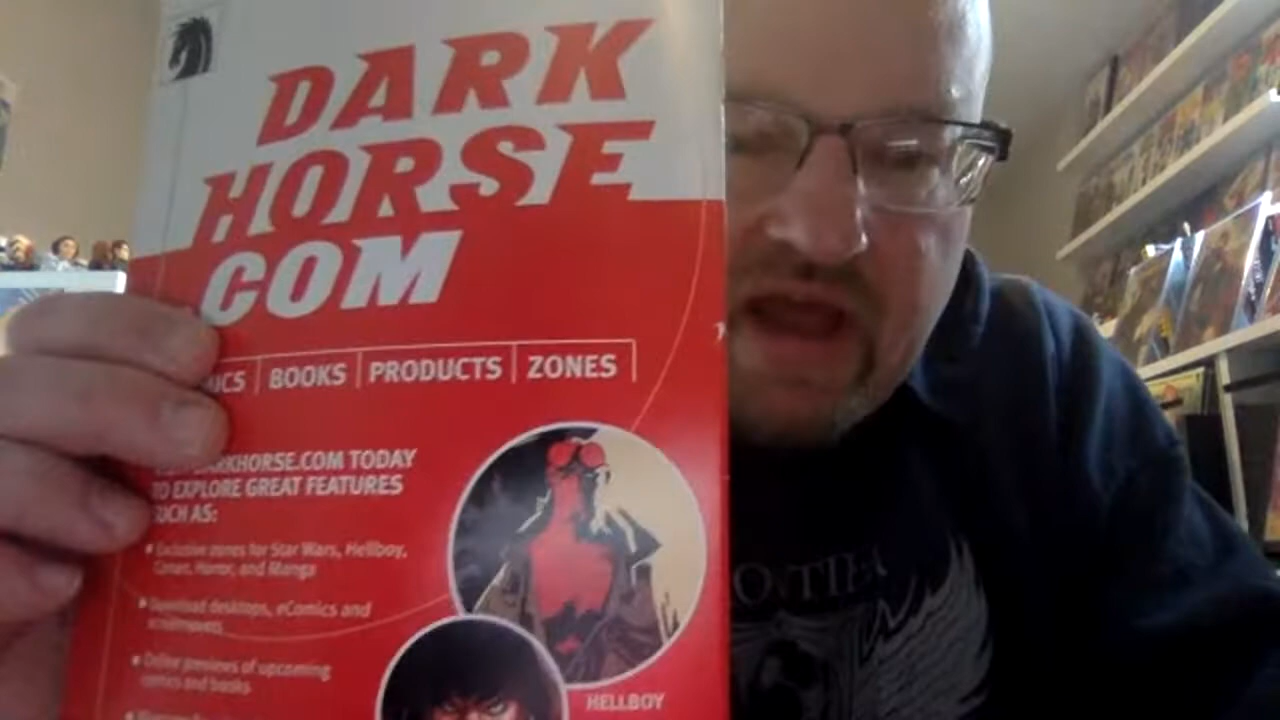 DARK
HORSE
COM
ICS | BOOKS | PRODUCTS | ZONES
DARKHORSE.COM TODAY
TO EXPLORE GREAT FEATURES
SUCH AS:
Exclusive zones for Star Wars, Hellboy,
Conan, Horror, and Manga
Download desktops, eComics and
screensavers
Online previews of upcoming
comics and books
HELLBOY